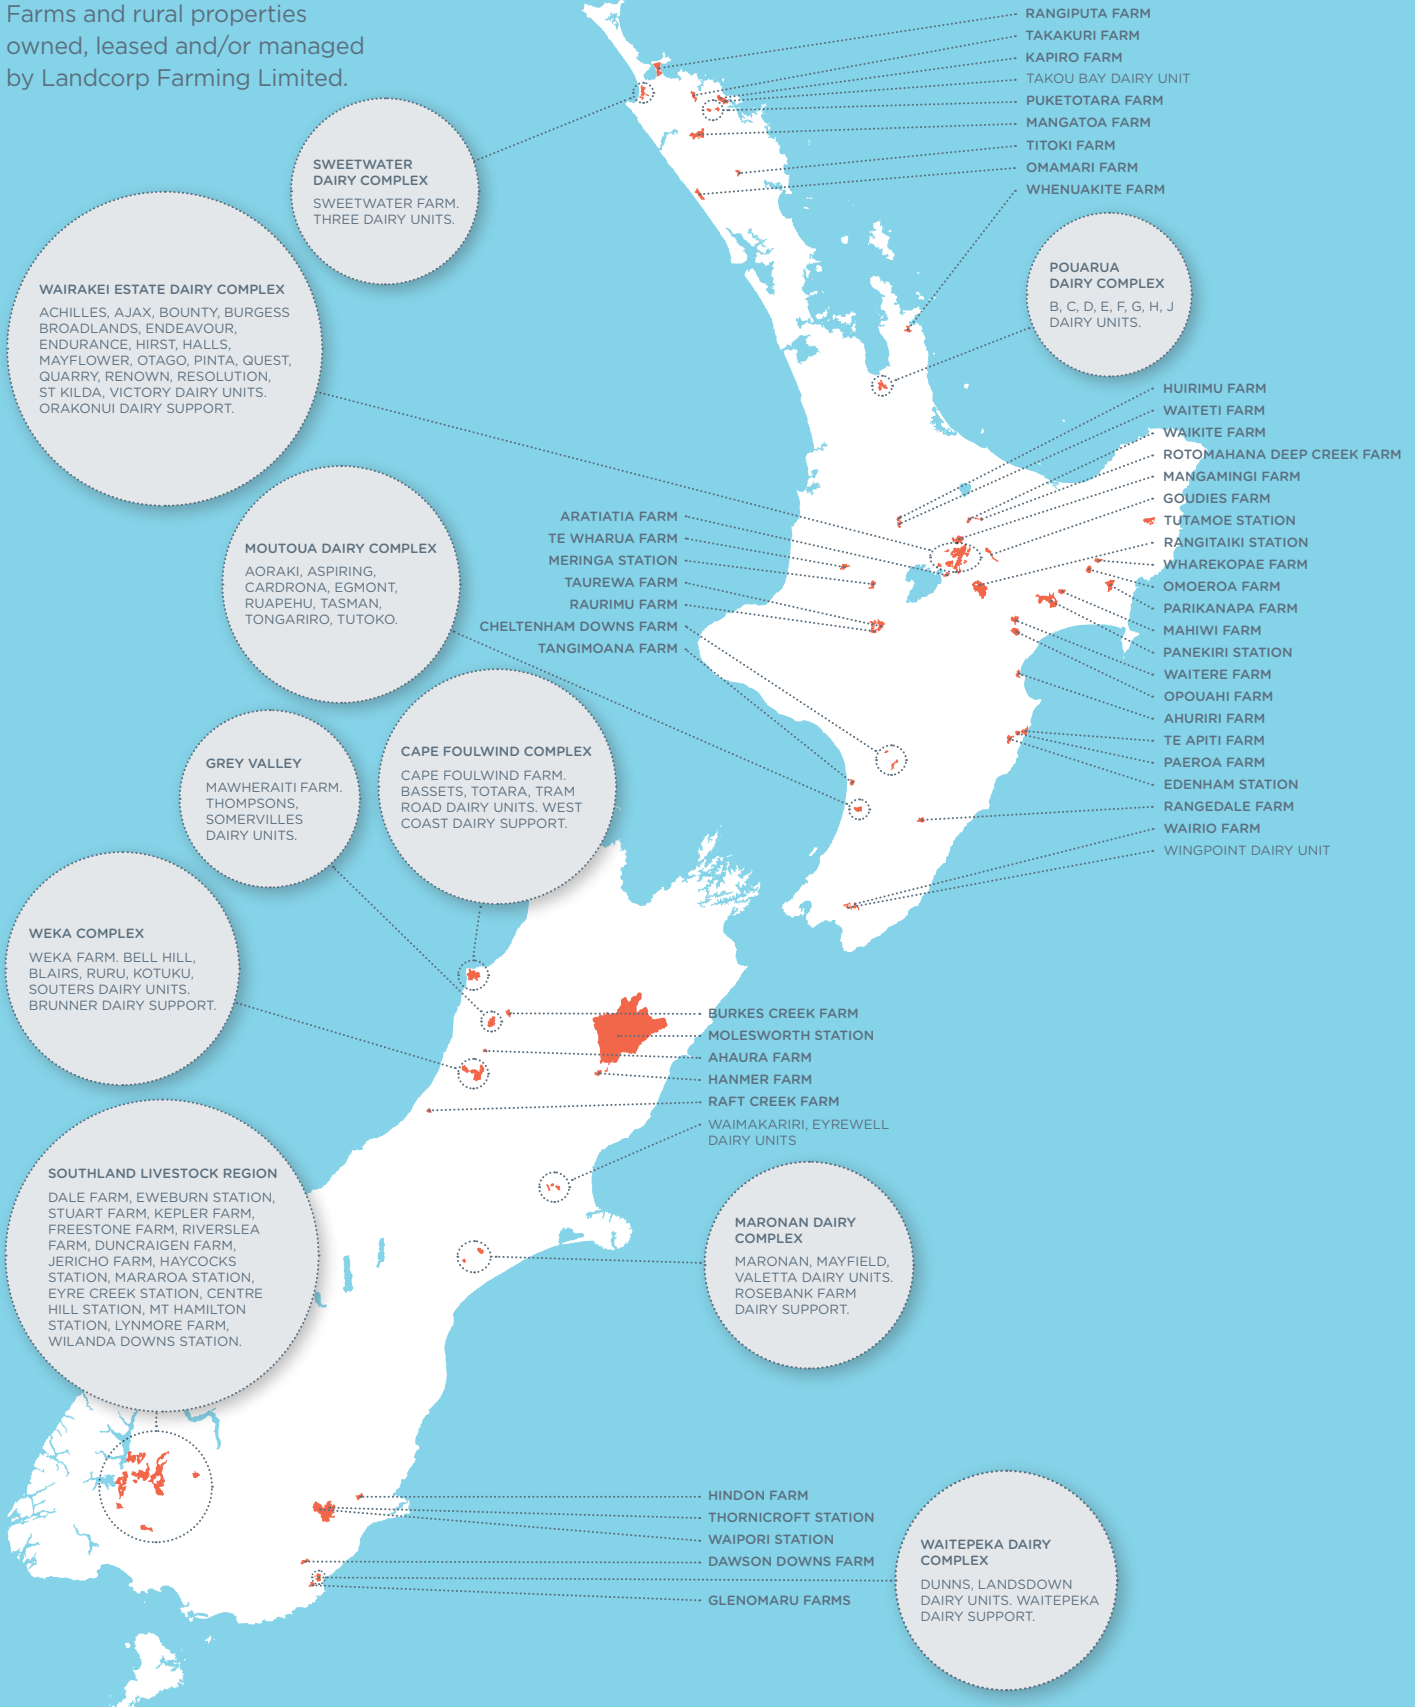 Farms and rural properties
owned, leased and/or managed
by Landcorp Farming Limited.
RANGIPUTA FARM
TAKAKURI FARM
KAPIRO FARM
TAKOU BAY DAIRY UNIT
PUKETOTARA FARM
MANGATOA FARM
TITOKI FARM
OMAMARI FARM
WHENUAKITE FARM
SWEETWATER
DAIRY COMPLEX
SWEETWATER FARM.
THREE DAIRY UNITS.
POUARUA
DAIRY COMPLEX
B, C, D, E, F, G, H, J
DAIRY UNITS.
WAIRAKEI ESTATE DAIRY COMPLEX
ACHILLES, AJAX, BOUNTY, BURGESS
BROADLANDS, ENDEAVOUR,
ENDURANCE, HIRST, HALLS,
MAYFLOWER, OTAGO, PINTA, QUEST,
QUARRY, RENOWN, RESOLUTION,
ST KILDA, VICTORY DAIRY UNITS.
ORAKONUI DAIRY SUPPORT.
HUIRIMU FARM
WAITETI FARM
WAIKITE FARM
ROTOMAHANA DEEP CREEK FARM
MANGAMINGI FARM
GOUDIES FARM
TUTAMOE STATION
RANGITAIKI STATION
WHAREKOPAE FARM
OMOEROA FARM
PARIKANAPA FARM
MAHIWI FARM
PANEKIRI STATION
WAITERE FARM
OPOUAHI FARM
AHURIRI FARM
TE APITI FARM
PAEROA FARM
EDENHAM STATION
RANGEDALE FARM
WAIRIO FARM
WINGPOINT DAIRY UNIT
ARATIATIA FARM
TE WHARUA FARM
MERINGA STATION
TAUREWA FARM
RAURIMU FARM
CHELTENHAM DOWNS FARM
TANGIMOANA FARM
MOUTOUA DAIRY COMPLEX
AORAKI, ASPIRING,
CARDRONA, EGMONT,
RUAPEHU, TASMAN,
TONGARIRO, TUTOKO.
CAPE FOULWIND COMPLEX
CAPE FOULWIND FARM.
BASSETS, TOTARA, TRAM
ROAD DAIRY UNITS. WEST
COAST DAIRY SUPPORT.
GREY VALLEY
MAWHERAITI FARM.
THOMPSONS,
SOMERVILLES
DAIRY UNITS.
WEKA COMPLEX
WEKA FARM. BELL HILL,
BLAIRS, RURU, KOTUKU,
SOUTERS DAIRY UNITS.
BRUNNER DAIRY SUPPORT.
BURKES CREEK FARM
MOLESWORTH STATION
AHAURA FARM
HANMER FARM
RAFT CREEK FARM
WAIMAKARIRI, EYREWELL
DAIRY UNITS
SOUTHLAND LIVESTOCK REGION
DALE FARM, EWEBURN STATION,
STUART FARM, KEPLER FARM,
FREESTONE FARM, RIVERSLEA
FARM, DUNCRAIGEN FARM,
JERICHO FARM, HAYCOCKS
STATION, MARAROA STATION,
EYRE CREEK STATION, CENTRE
HILL STATION, MT HAMILTON
STATION, LYNMORE FARM,
WILANDA DOWNS STATION.
MARONAN DAIRY
COMPLEX
MARONAN, MAYFIELD,
VALETTA DAIRY UNITS.
ROSEBANK FARM
DAIRY SUPPORT.
HINDON FARM
THORNICROFT STATION
WAIPORI STATION
DAWSON DOWNS FARM
GLENOMARU FARMS
WAITEPEKA DAIRY
COMPLEX
DUNNS, LANDSDOWN
DAIRY UNITS. WAITEPEKA
DAIRY SUPPORT.